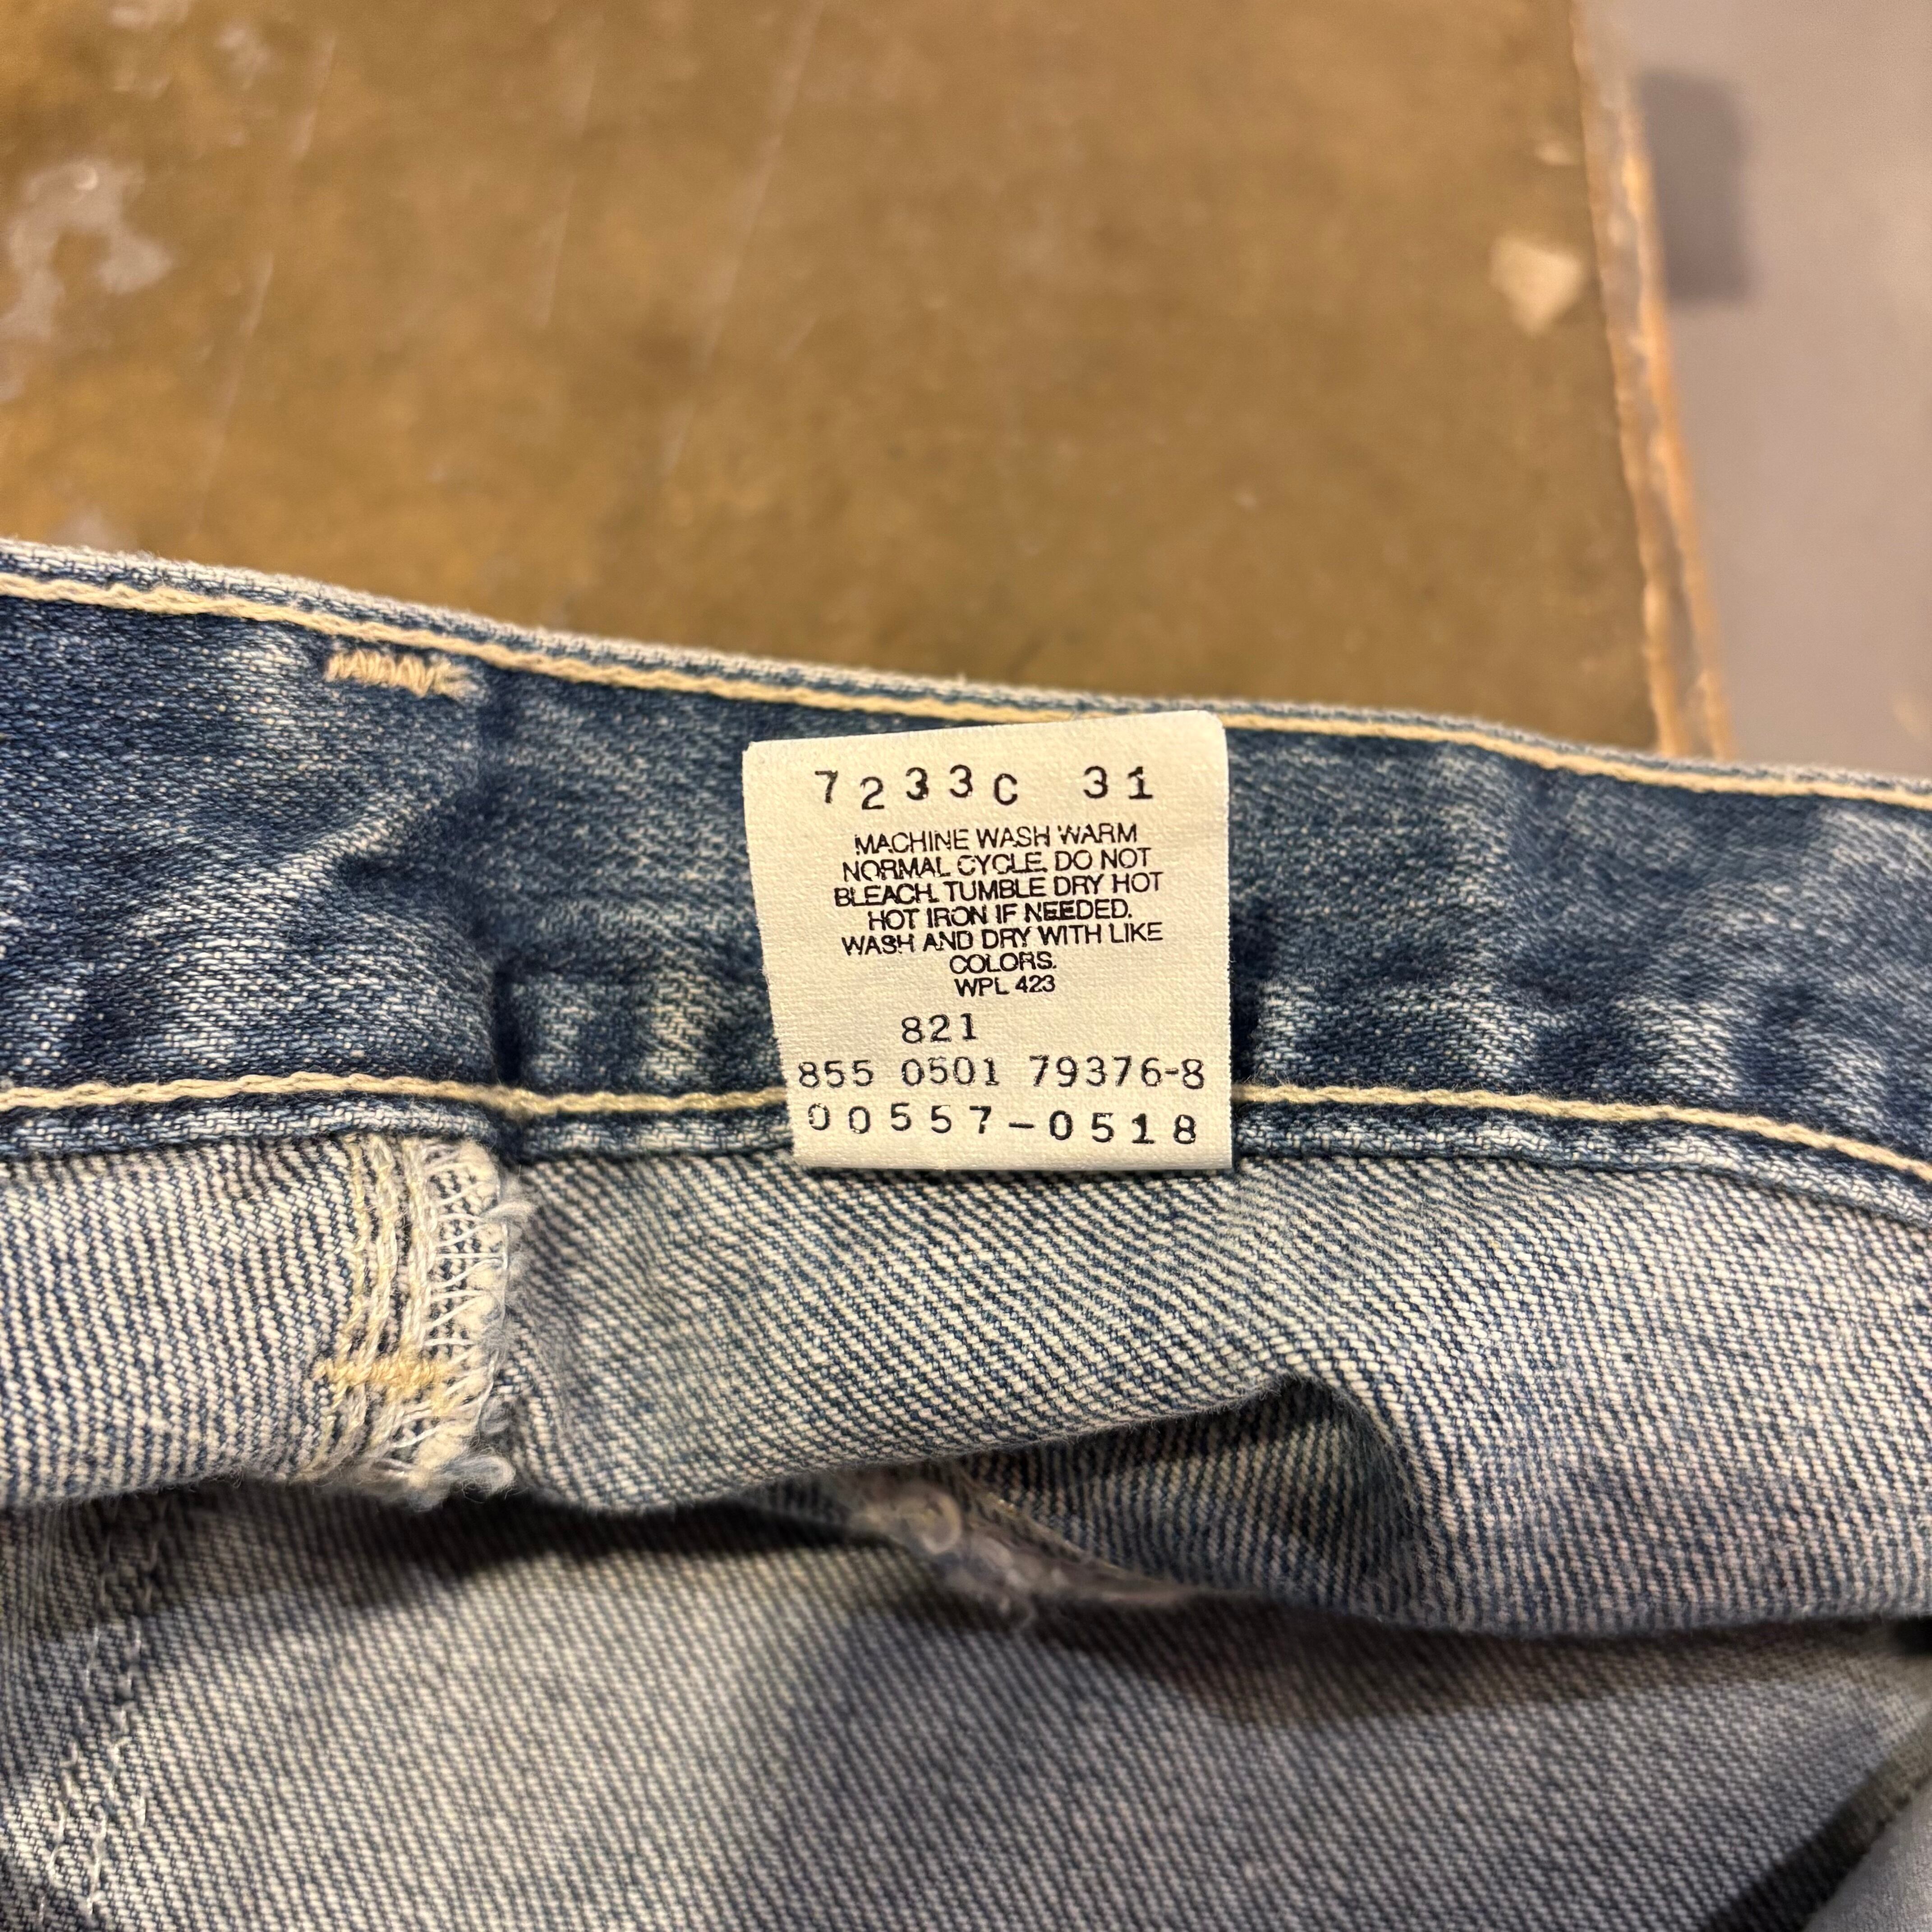 7233C 31
MACHINE WASH WARM
NORMAL CYCLE. DO NOT
BLEACH. TUMBLE DRY HOT
HOT IRON IF NEEDED.
WASH AND DRY WITH LIKE
COLORS.
WPL 423
821
855 0501 79376-8
00557-0518